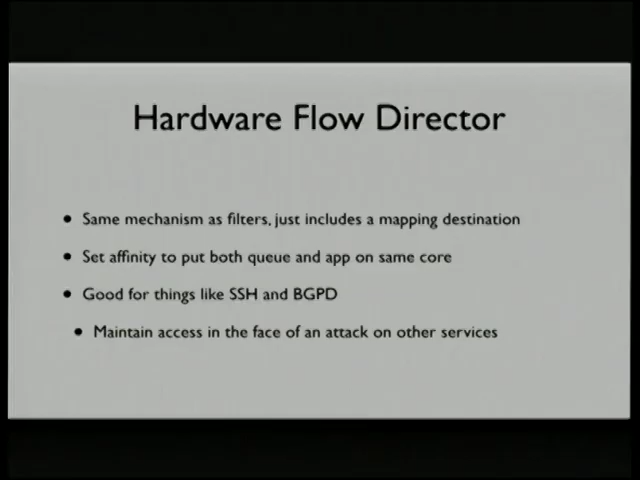 Hardware Flow Director
• Same mechanism as filters, just includes a mapping destination
• Set affinity to put both queue and app on same core
• Good for things like SSH and BGPD
• Maintain access in the face of an attack on other services